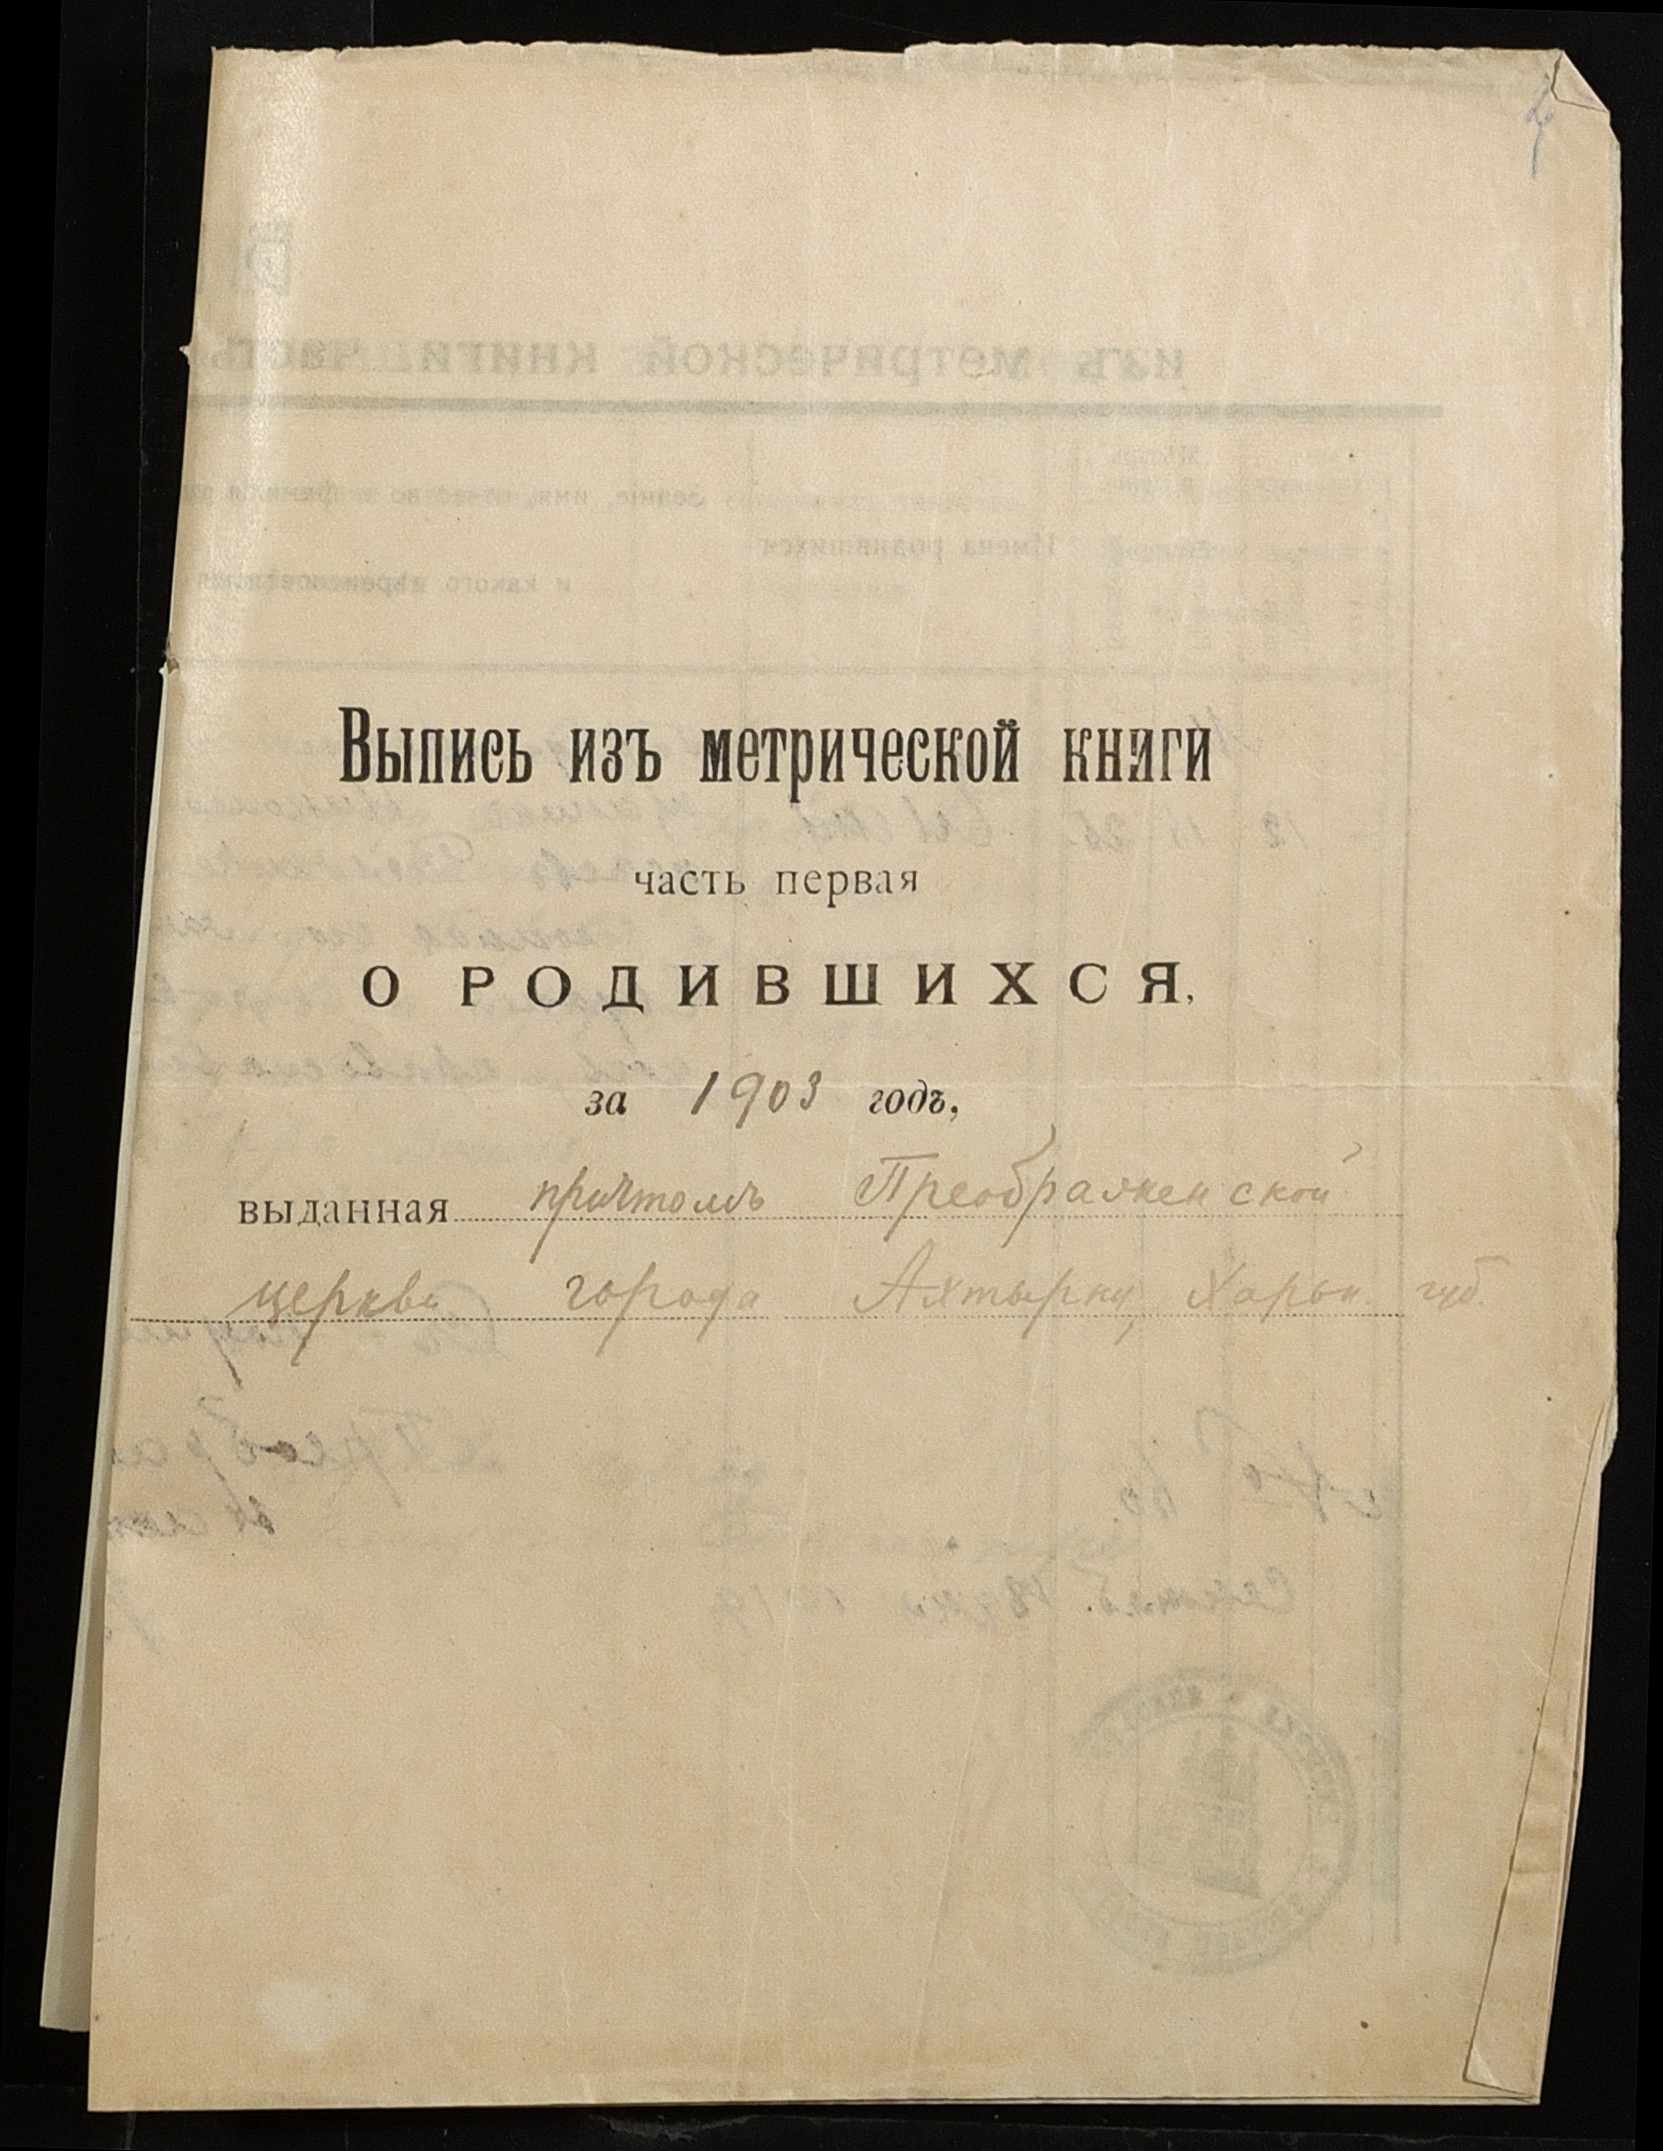 Выпись изъ метрической книги
часть первая
О РОДИВШИХСЯ,
за 1903 годъ,
выданная причтомъ Преображенской
церкви города Ахтырки, Харьк. губ.